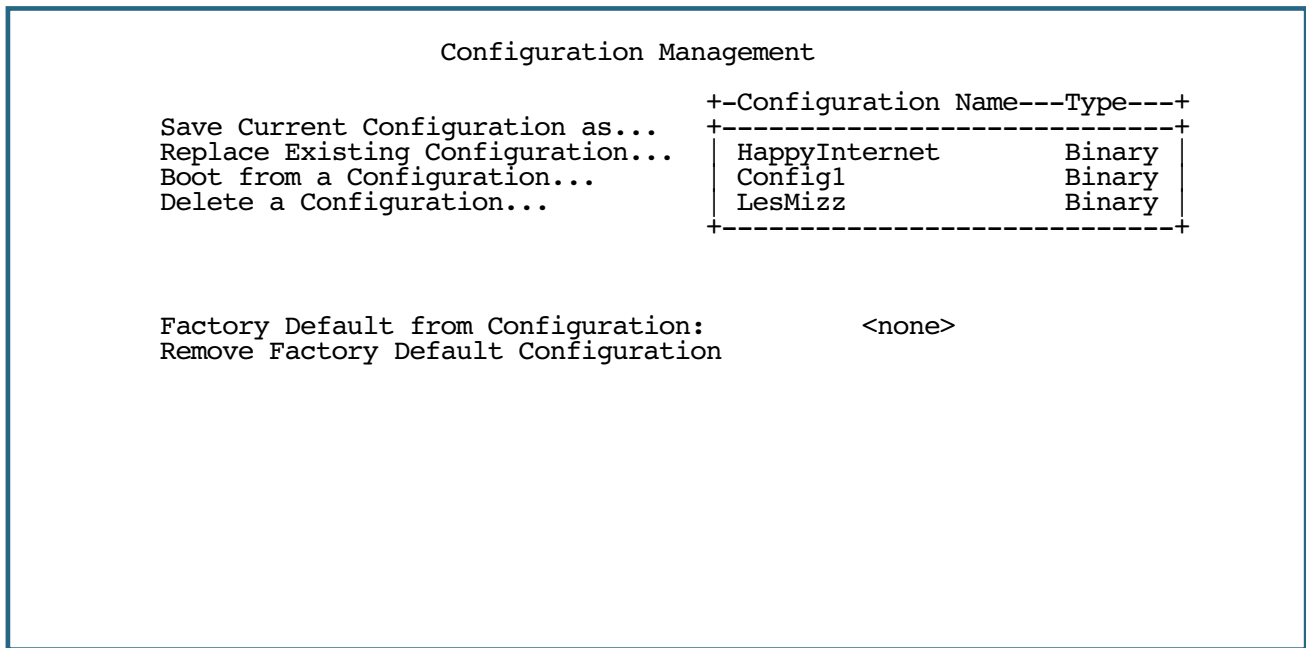 Configuration Management
+-Configuration Name---Type---+
Save Current Configuration as... +-----------------------------+
Replace Existing Configuration... | HappyInternet Binary |
Boot from a Configuration... | Config1 Binary |
Delete a Configuration... | LesMizz Binary |
+-----------------------------+
Factory Default from Configuration: <none>
Remove Factory Default Configuration